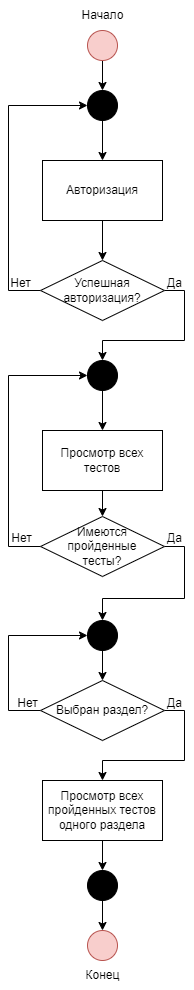 Начало
Авторизация
Успешная
авторизация?
Нет
Да
Просмотр всех
тестов
Имеются
пройденные
тесты?
Нет
Да
Выбран раздел?
Нет
Да
Просмотр всех
пройденных тестов
одного раздела
Конец